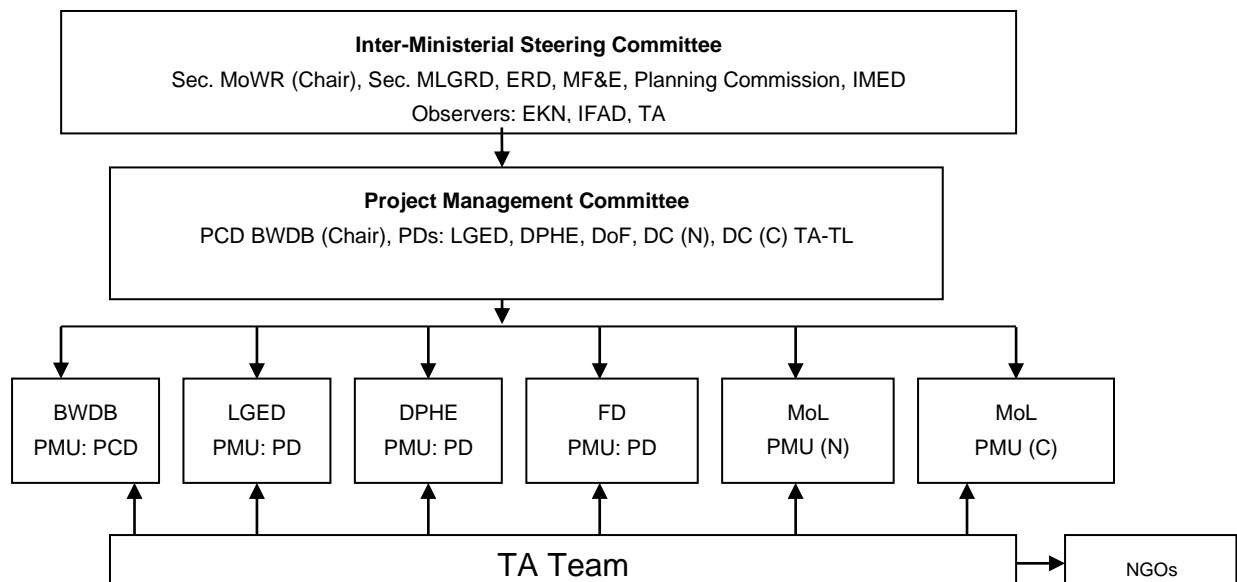 Inter-Ministerial Steering Committee
Sec. MoWR (Chair), Sec. MLGRD, ERD, MF&E, Planning Commission, IMED
Observers: EKN, IFAD, TA
Project Management Committee
PCD BWDB (Chair), PDs: LGED, DPHE, DoF, DC (N), DC (C) TA-TL
BWDB
PMU: PCD
LGED
PMU: PD
DPHE
PMU: PD
FD
PMU: PD
MoL
PMU (N)
MoL
PMU (C)
TA Team
NGOs